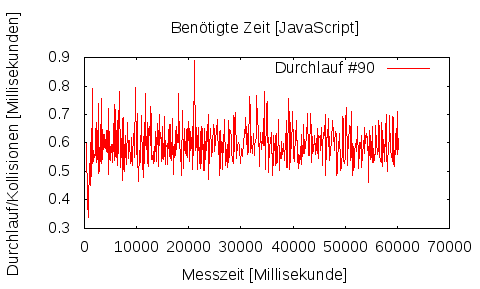 Benötigte Zeit [JavaScript]
Durchlauf/Kollisionen [Millisekunden]
Durchlauf #90
0.9
0.8
0.7
0.6
0.5
0.4
0.3
0 10000 20000 30000 40000 50000 60000 70000
Messzeit [Millisekunde]